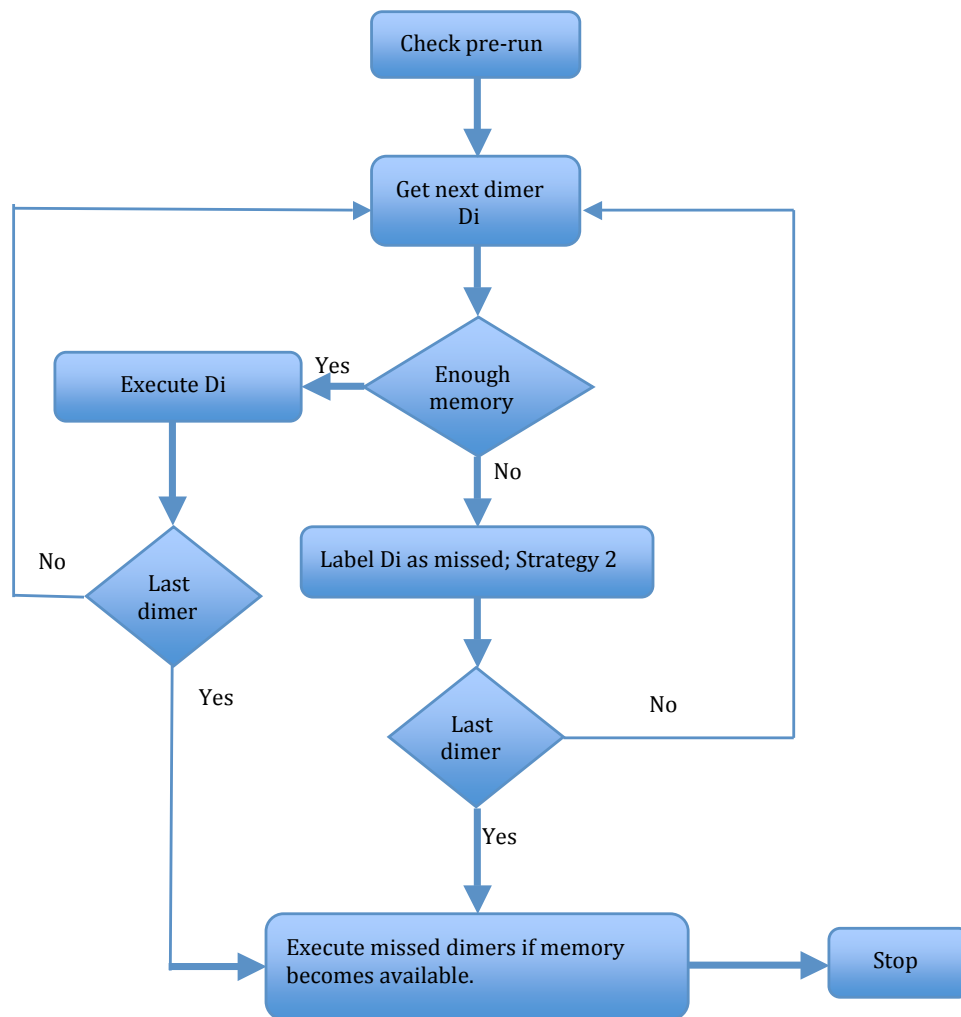 Check pre-run
Get next dimer
Di
Yes
Enough
memory
Execute Di
No
Label Di as missed; Strategy 2
No
Last
dimer
Yes
No
Last
dimer
Yes
Execute missed dimers if memory
becomes available.
Stop